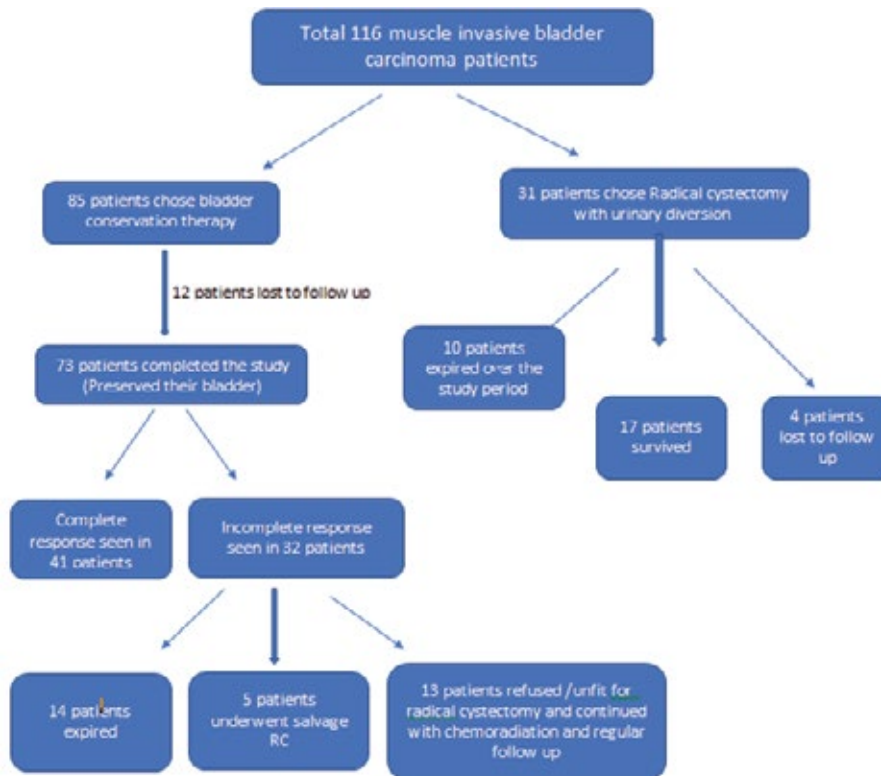 Total 116 muscle invasive bladder
carcinoma patients
85 patients chose bladder
conservation therapy
31 patients chose Radical cystectomy
with urinary diversion
12 patients lost to follow up
73 patients completed the study
(Preserved their bladder)
10 patients
expired over the
study period
17 patients
survived
4 patients
lost to follow
up
Complete
response seen in
41 patients
Incomplete response
seen in 32 patients
14 patients
expired
5 patients
underwent salvage
RC
13 patients refused /unfit for
radical cystectomy and continued
with chemoradiation and regular
follow up